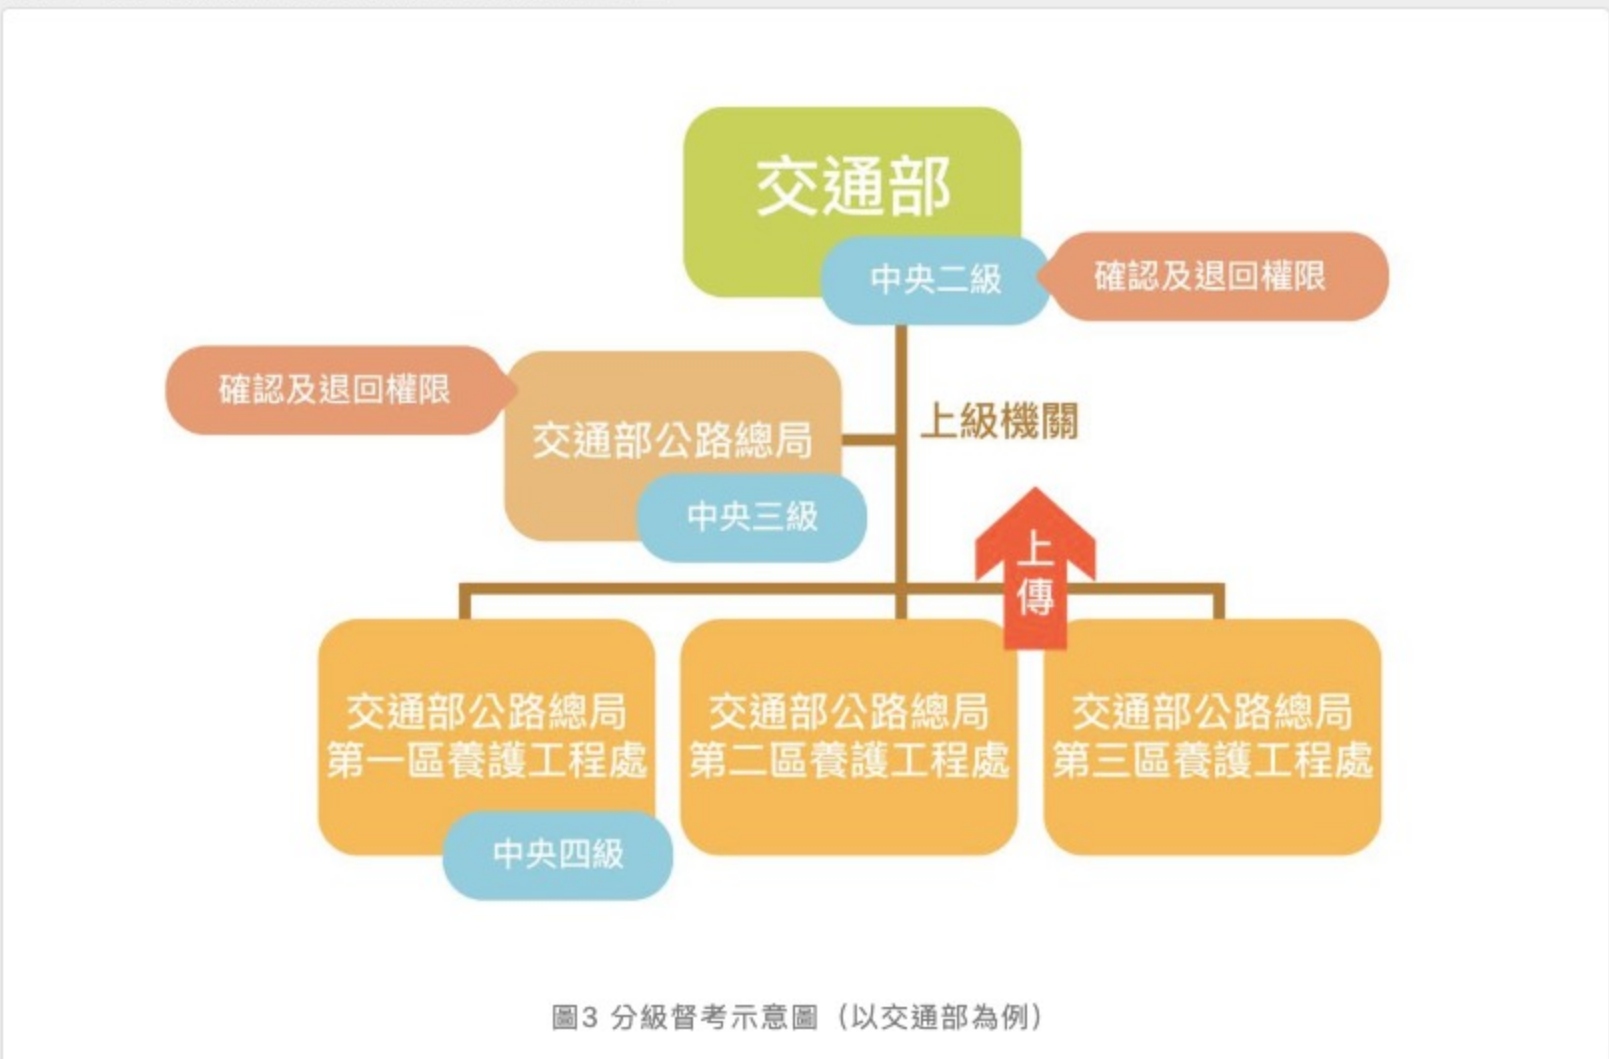 交通部
中央二級
確認及退回權限
確認及退回權限
交通部公路總局
上級機關
中央三級
上
傳
交通部公路總局
第一區養護工程處
交通部公路總局
第二區養護工程處
交通部公路總局
第三區養護工程處
中央四級
圖3 分級督考示意圖（以交通部為例）